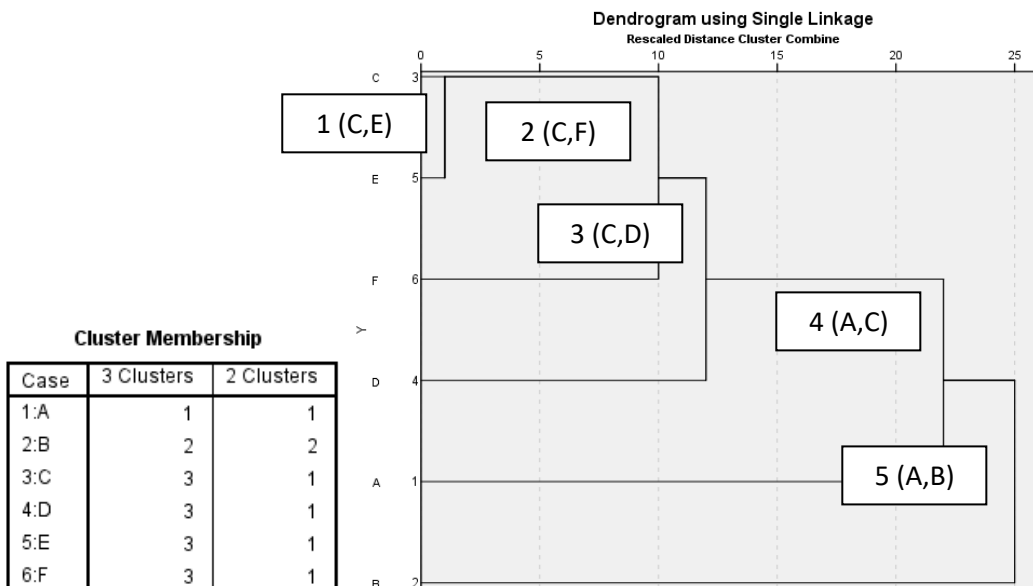 Dendrogram using Single Linkage
Rescaled Distance Cluster Combine
0 5 10 15 20 25
C 3
1 (C,E)
2 (C,F)
E 5
3 (C,D)
F 6
4 (A,C)
Y
D 4
5 (A,B)
A 1
B 2
Cluster Membership
Case 3 Clusters 2 Clusters
1:A 1 1
2:B 2 2
3:C 3 1
4:D 3 1
5:E 3 1
6:F 3 1